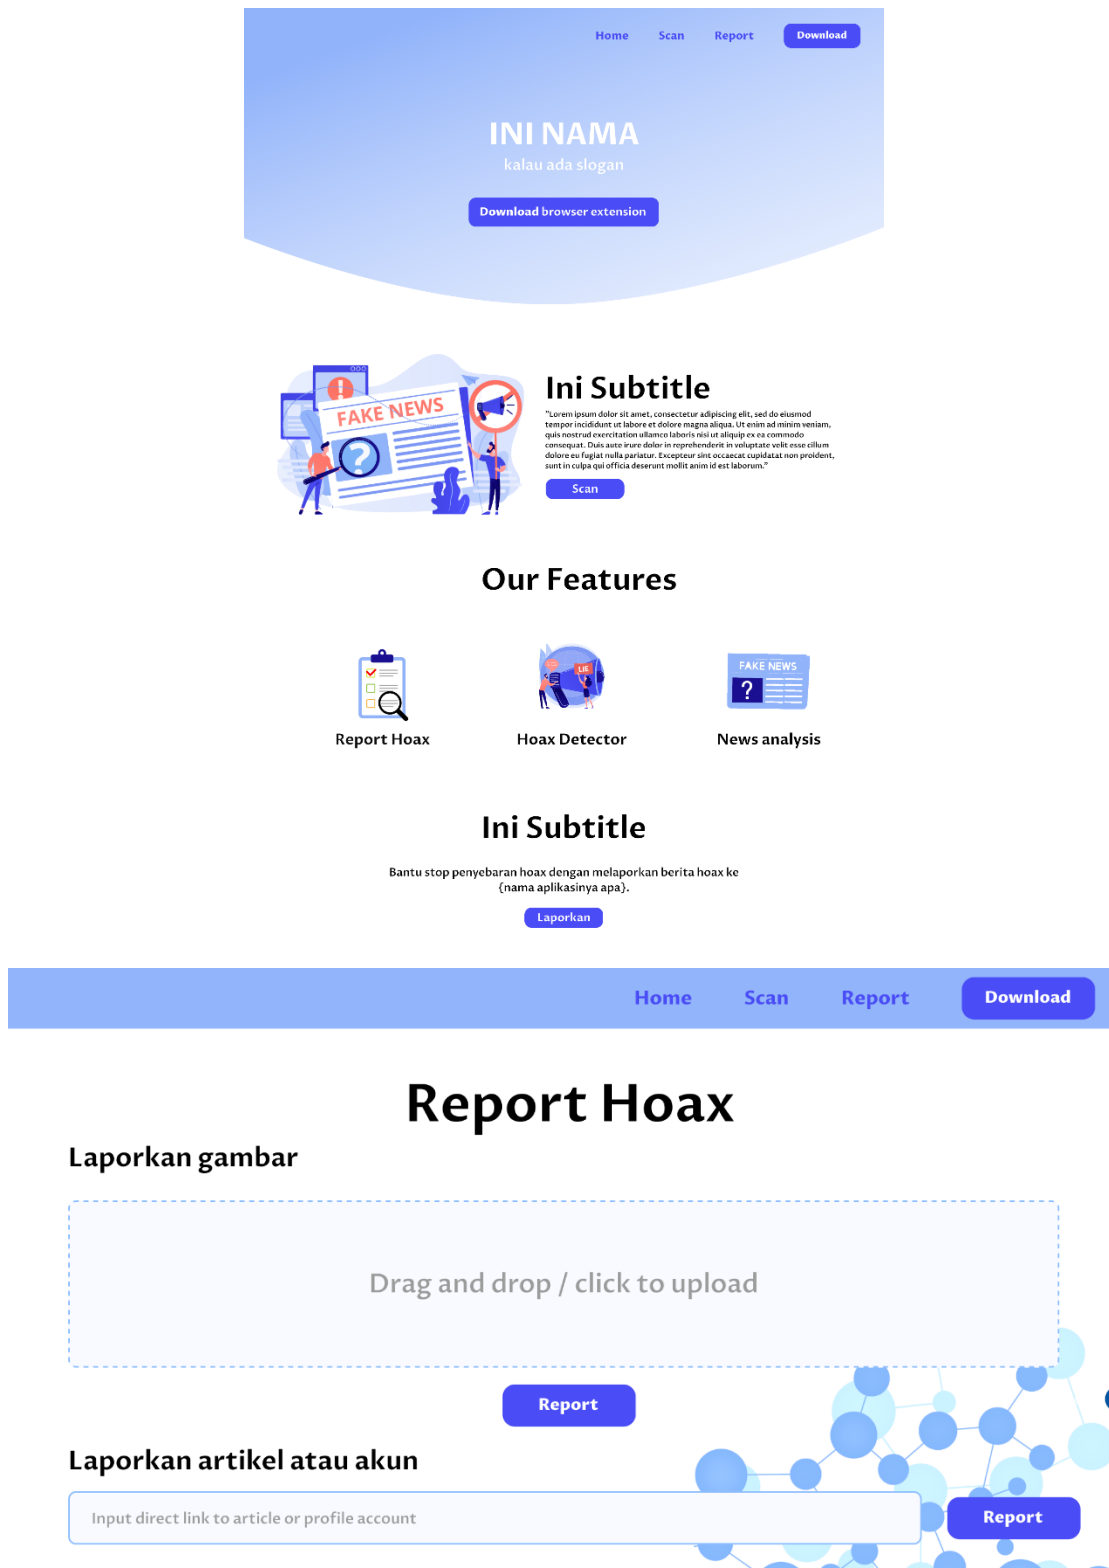 Home Scan Report Download
INI NAMA
kalau ada slogan
Download browser extension
FAKE NEWS
Ini Subtitle
"Lorem ipsum dolor sit amet, consectetur adipiscing elit, sed do eiusmod
tempor incididunt ut labore et dolore magna aliqua. Ut enim ad minim veniam,
quis nostrud exercitation ullamco laboris nisi ut aliquip ex ea commodo
consequat. Duis aute irure dolor in reprehenderit in voluptate velit esse cillum
dolore eu fugiat nulla pariatur. Excepteur sint occaecat cupidatat non proident,
sunt in culpa qui officia deserunt mollit anim id est laborum."
Scan
Our Features
LIE
FAKE NEWS
?
Report Hoax Hoax Detector News analysis
Ini Subtitle
Bantu stop penyebaran hoax dengan melaporkan berita hoax ke
{nama aplikasinya apa}.
Laporkan
Home Scan Report Download
Report Hoax
Laporkan gambar
Drag and drop / click to upload
Report
Laporkan artikel atau akun
Input direct link to article or profile account
Report